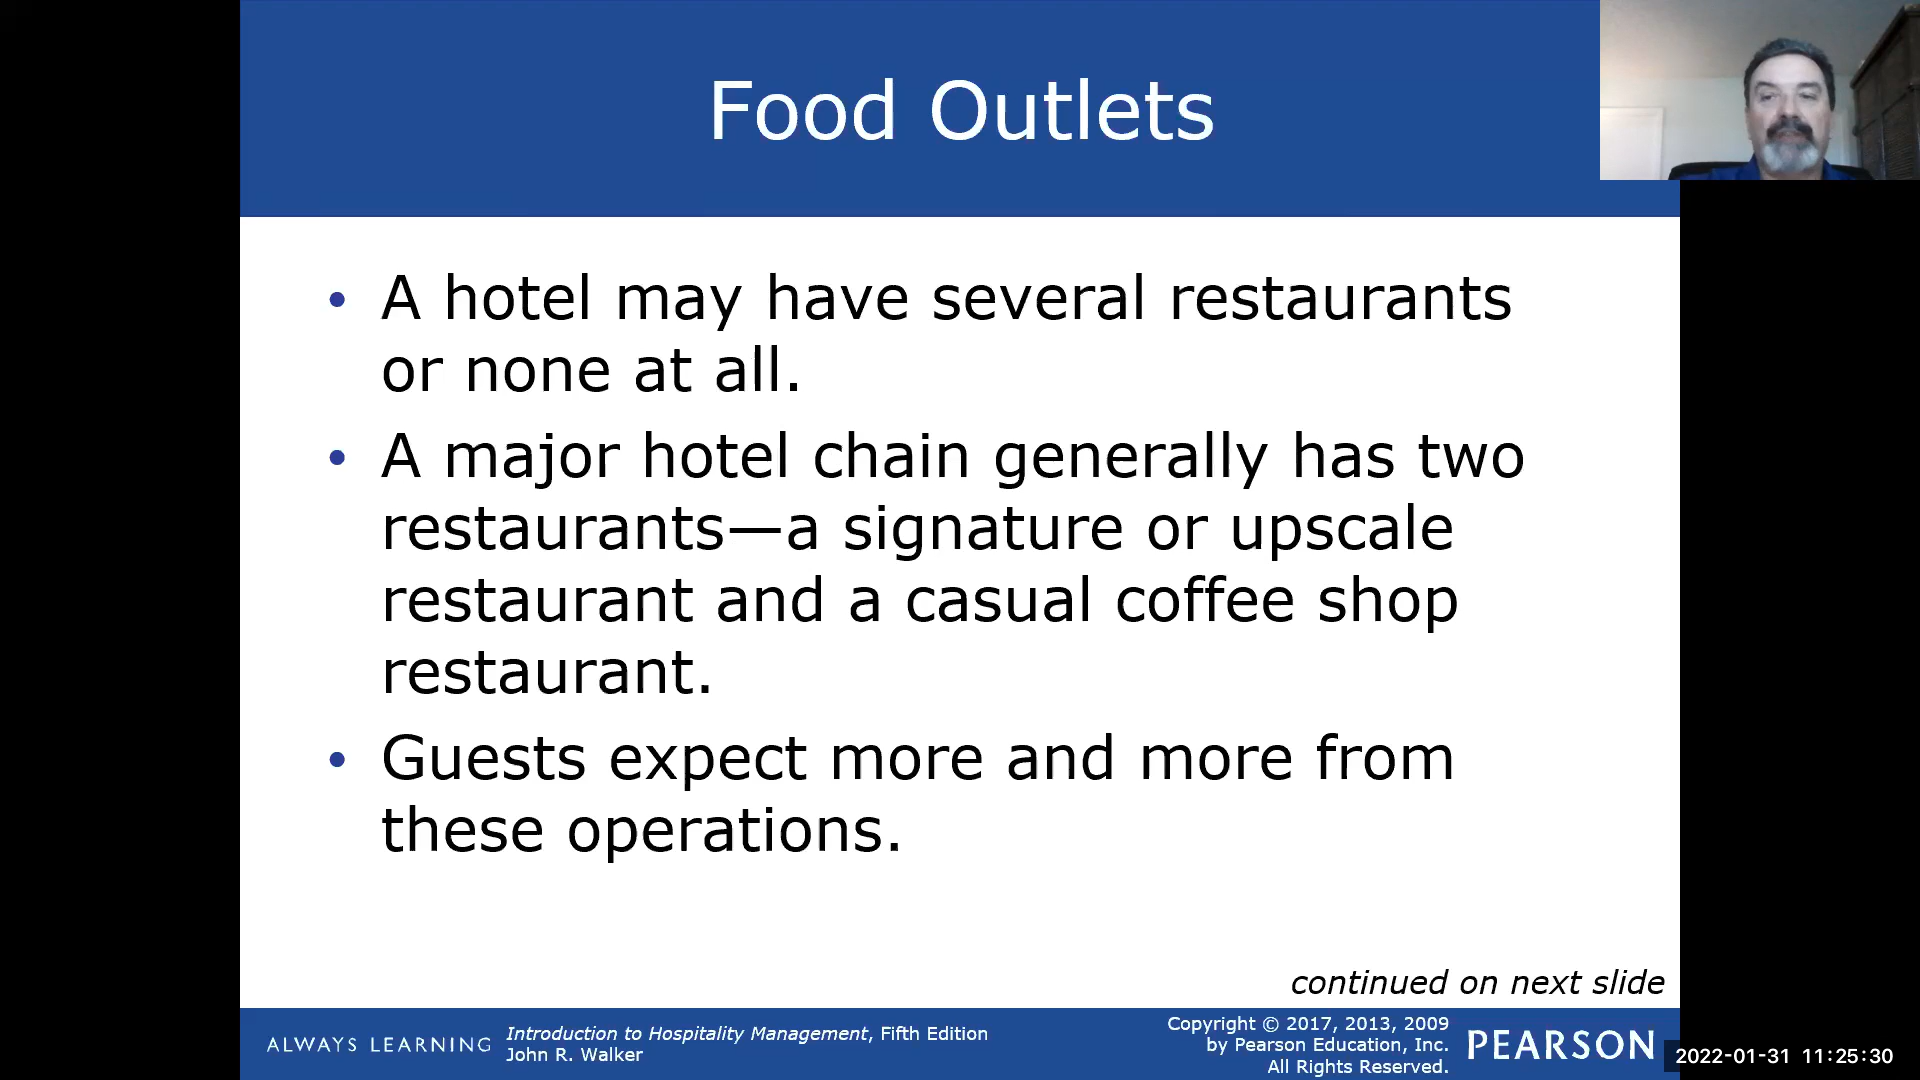 Food Outlets
• A hotel may have several restaurants
or none at all.
• A major hotel chain generally has two
restaurants—a signature or upscale
restaurant and a casual coffee shop
restaurant.
• Guests expect more and more from
these operations.
continued on next slide
ALWAYS LEARNING
Introduction to Hospitality Management, Fifth Edition
John R. Walker
Copyright © 2017, 2013, 2009
by Pearson Education, Inc.
All Rights Reserved.
PEARSON
2022-01-31 11:25:30